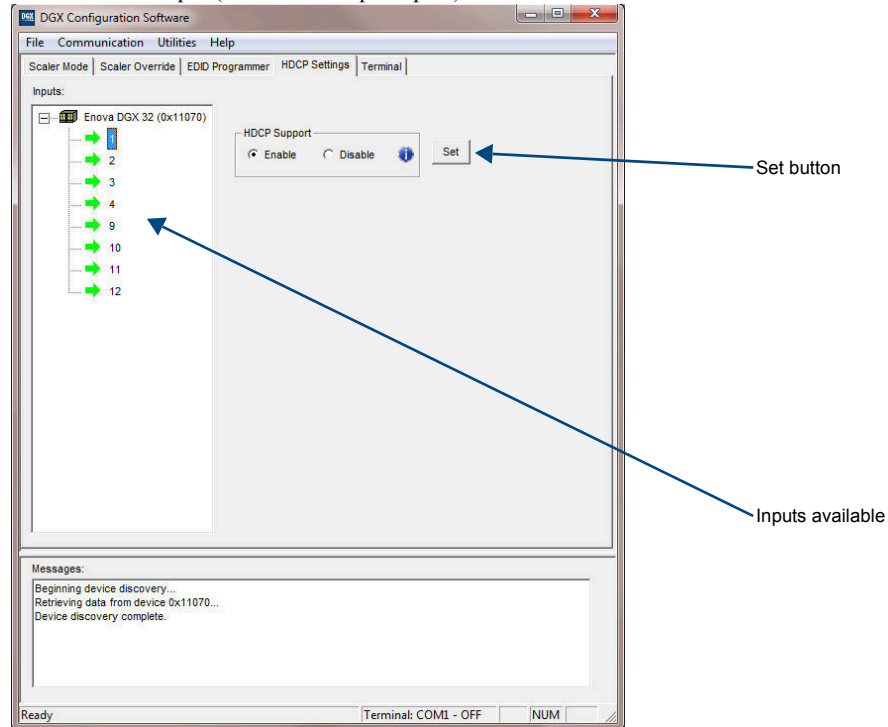 DGX Configuration Software
File Communication Utilities Help
Scaler Mode Scaler Override EDID Programmer HDCP Settings Terminal
Inputs:
Enova DGX 32 (0x11070)
1
2
3
4
9
10
11
12
HDCP Support
Enable Disable Set
Set button
Inputs available
Messages:
Beginning device discovery...
Retrieving data from device 0x11070...
Device discovery complete.
Ready Terminal: COM1 - OFF NUM